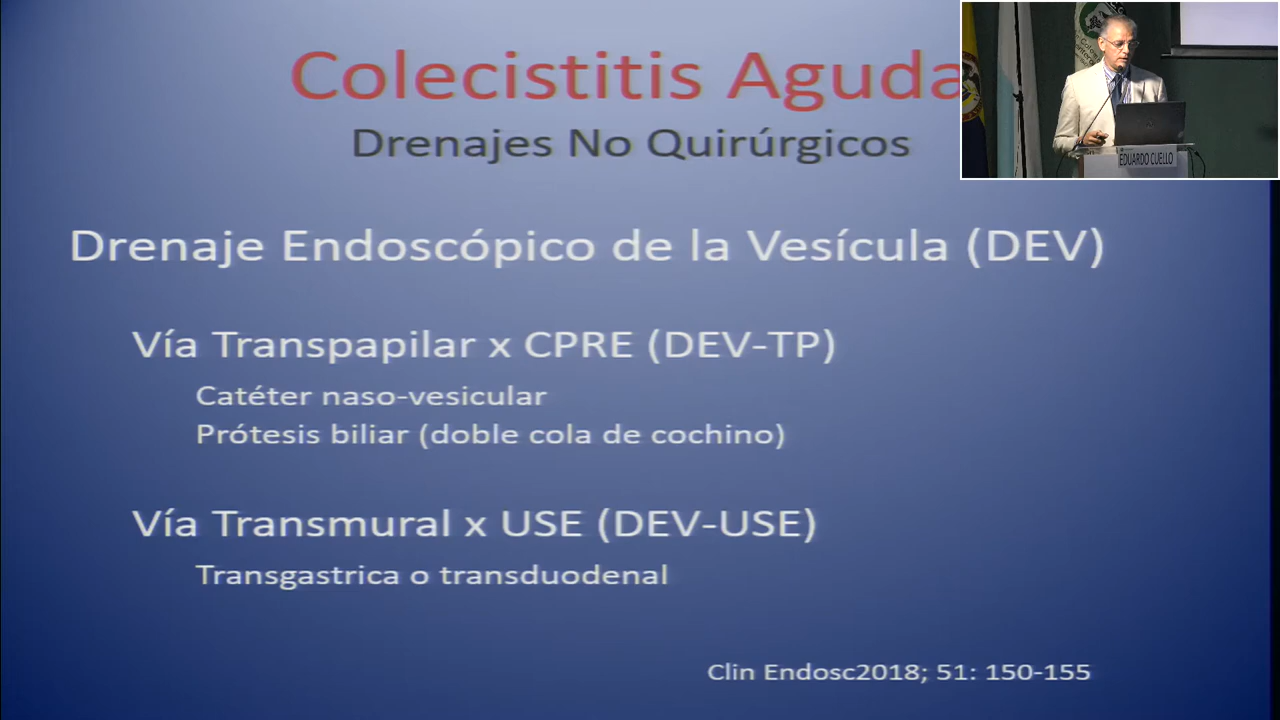 Colecistitis Aguda
Drenajes No Quirúrgicos
EDUARDO CUELLO
Drenaje Endoscópico de la Vesícula (DEV)
Vía Transpapilar x CPRE (DEV-TP)
Catéter naso-vesicular
Prótesis biliar (doble cola de cochino)
Vía Transmural x USE (DEV-USE)
Transgastrica o transduodenal
Clin Endosc2018; 51: 150-155